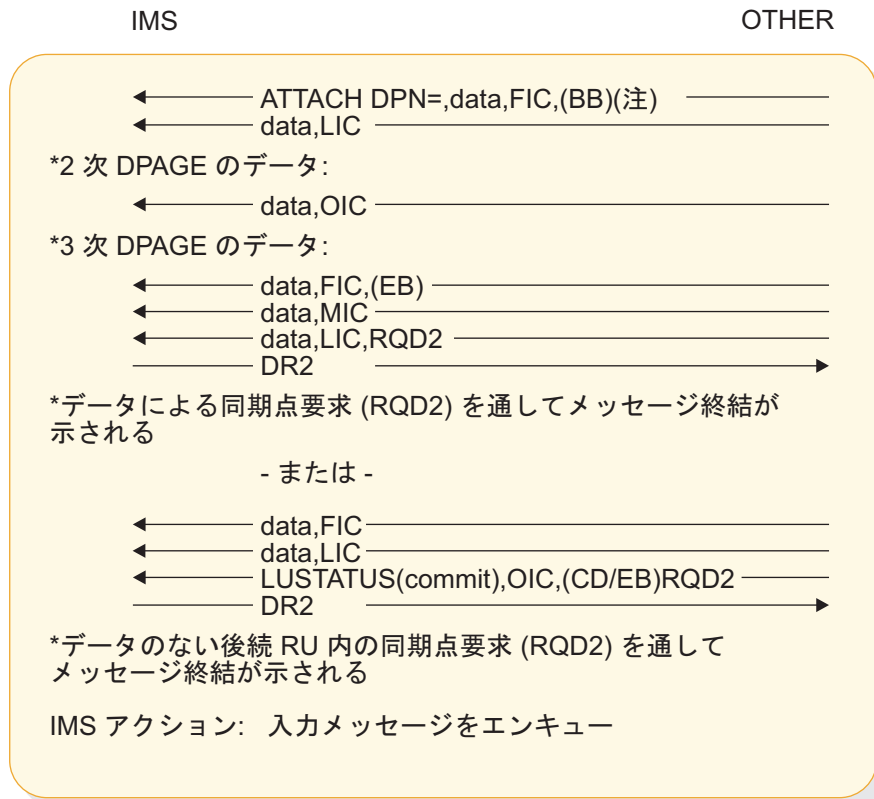 IMS OTHER
ATTACH DPN=,data,FIC,(BB)(注)
data,LIC
*2 次 DPAGE のデータ:
data,OIC
*3 次 DPAGE のデータ:
data,FIC,(EB)
data,MIC
data,LIC,RQD2
DR2
*データによる同期点要求 (RQD2) を通してメッセージ終結が
示される
- または -
data,FIC
data,LIC
LUSTATUS(commit),OIC,(CD/EB)RQD2
DR2
*データのない後続 RU 内の同期点要求 (RQD2) を通して
メッセージ終結が示される
IMS アクション: 入力メッセージをエンキュー